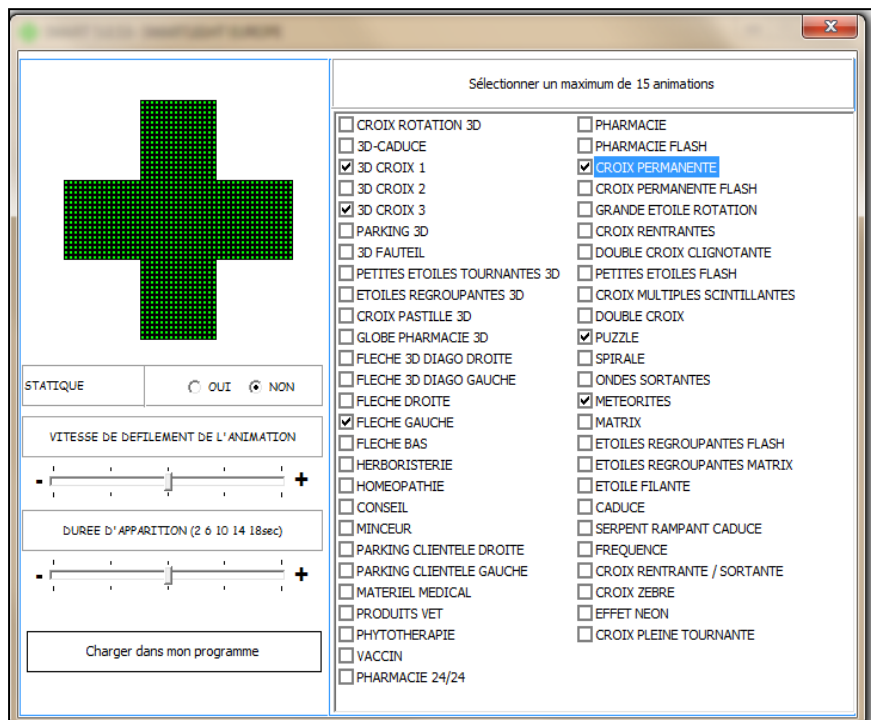 Sélectionner un maximum de 15 animations
STATIQUE
OUI
NON
VITESSE DE DEFILEMENT DE L'ANIMATION
-
+
DUREE D'APPARITION (2 6 10 14 18sec)
-
+
Charger dans mon programme
CROIX ROTATION 3D
3D-CADUCE
3D CROIX 1
3D CROIX 2
3D CROIX 3
PARKING 3D
3D FAUTEIL
PETITES ETOILES TOURNANTES 3D
ETOILES REGROUPANTES 3D
CROIX PASTILLE 3D
GLOBE PHARMACIE 3D
FLECHE 3D DIAGO DROITE
FLECHE 3D DIAGO GAUCHE
FLECHE DROITE
FLECHE GAUCHE
FLECHE BAS
HERBORISTERIE
HOMEOPATHIE
CONSEIL
MINCEUR
PARKING CLIENTELE DROITE
PARKING CLIENTELE GAUCHE
MATERIEL MEDICAL
PRODUITS VET
PHYTOTHERAPIE
VACCIN
PHARMACIE 24/24
PHARMACIE
PHARMACIE FLASH
CROIX PERMANENTE
CROIX PERMANENTE FLASH
GRANDE ETOILE ROTATION
CROIX RENTRANTES
DOUBLE CROIX CLIGNOTANTE
PETITES ETOILES FLASH
CROIX MULTIPLES SCINTILLANTES
DOUBLE CROIX
PUZZLE
SPIRALE
ONDES SORTANTES
METEORITES
MATRIX
ETOILES REGROUPANTES FLASH
ETOILES REGROUPANTES MATRIX
ETOILE FILANTE
CADUCE
SERPENT RAMPANT CADUCE
FREQUENCE
CROIX RENTRANTE / SORTANTE
CROIX ZEBRE
EFFET NEON
CROIX PLEINE TOURNANTE